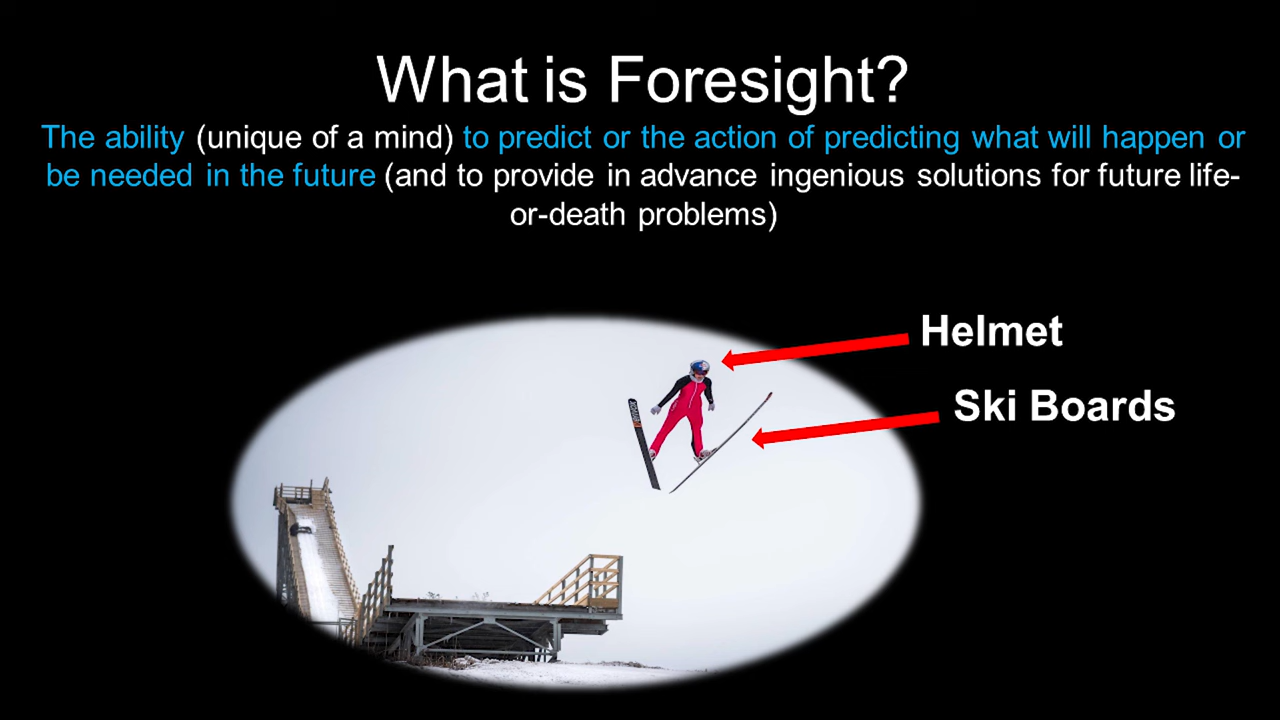 What is Foresight?
The ability (unique of a mind) to predict or the action of predicting what will happen or
be needed in the future (and to provide in advance ingenious solutions for future life-
or-death problems)
Helmet
Ski Boards